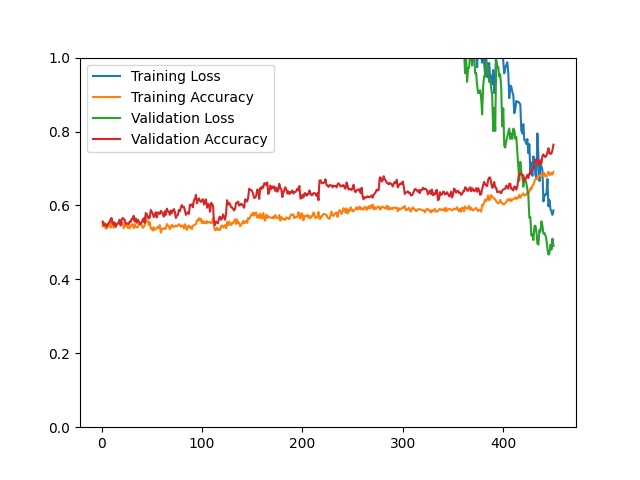 Training Loss
Training Accuracy
Validation Loss
Validation Accuracy
1.0
0.8
0.6
0.4
0.2
0.0
0 100 200 300 400